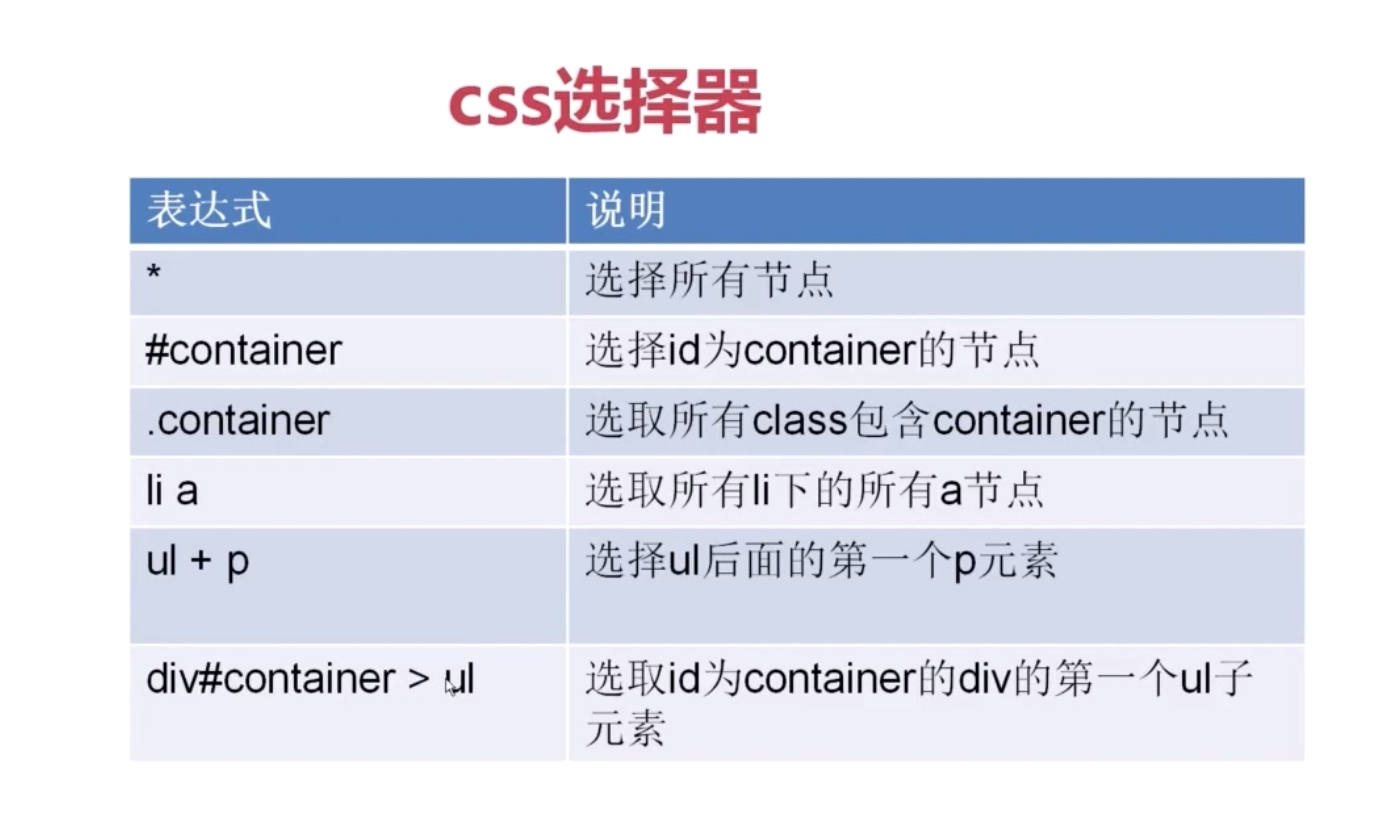 css选择器
表达式 说明
* 选择所有节点
#container 选择id为container的节点
.container 选取所有class包含container的节点
li a 选取所有li下的所有a节点
ul + p 选择ul后面的第一个p元素
div#container > ul 选取id为container的div的第一个ul子
元素